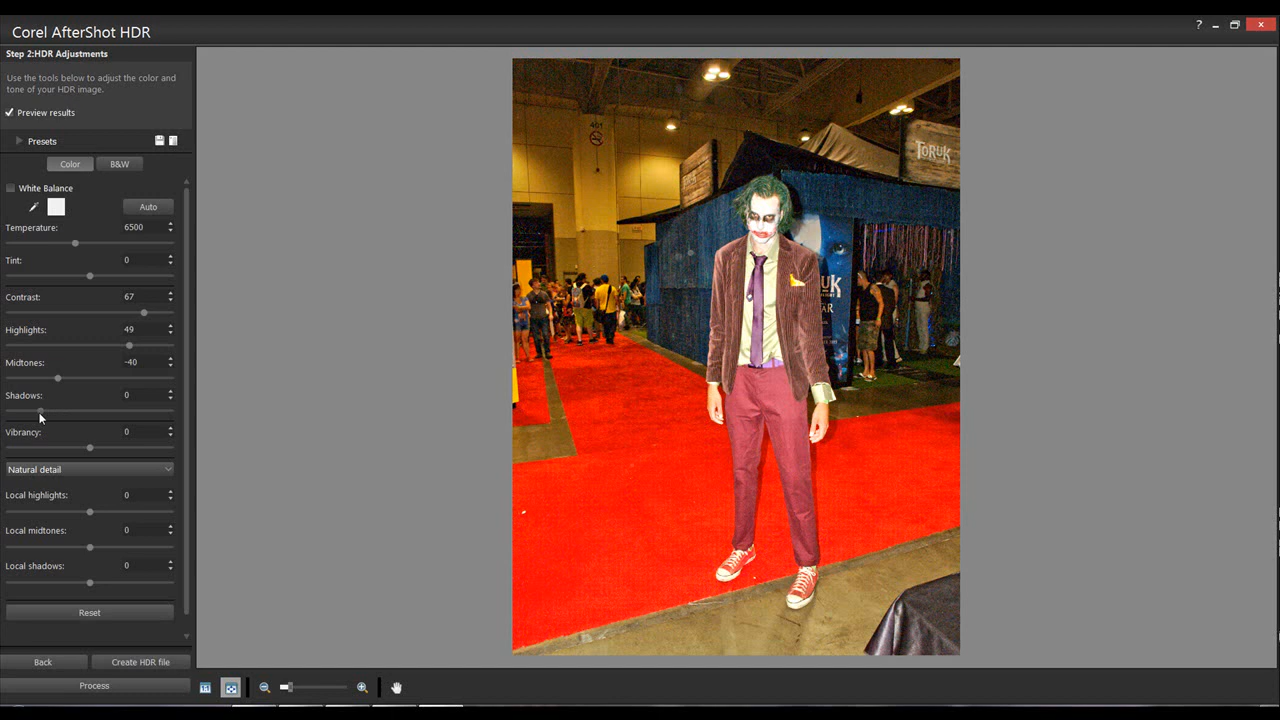 Corel AfterShot HDR
?
Step 2:HDR Adjustments
Use the tools below to adjust the color and
tone of your HDR image.
Preview results
Presets
Color B&W
White Balance
Auto
Temperature: 6500
Tint: 0
Contrast: 67
Highlights: 49
Midtones: -40
Shadows: 0
Vibrancy: 0
Natural detail
Local highlights: 0
Local midtones: 0
Local shadows: 0
Reset
Back Create HDR file
Process
401
TORUK